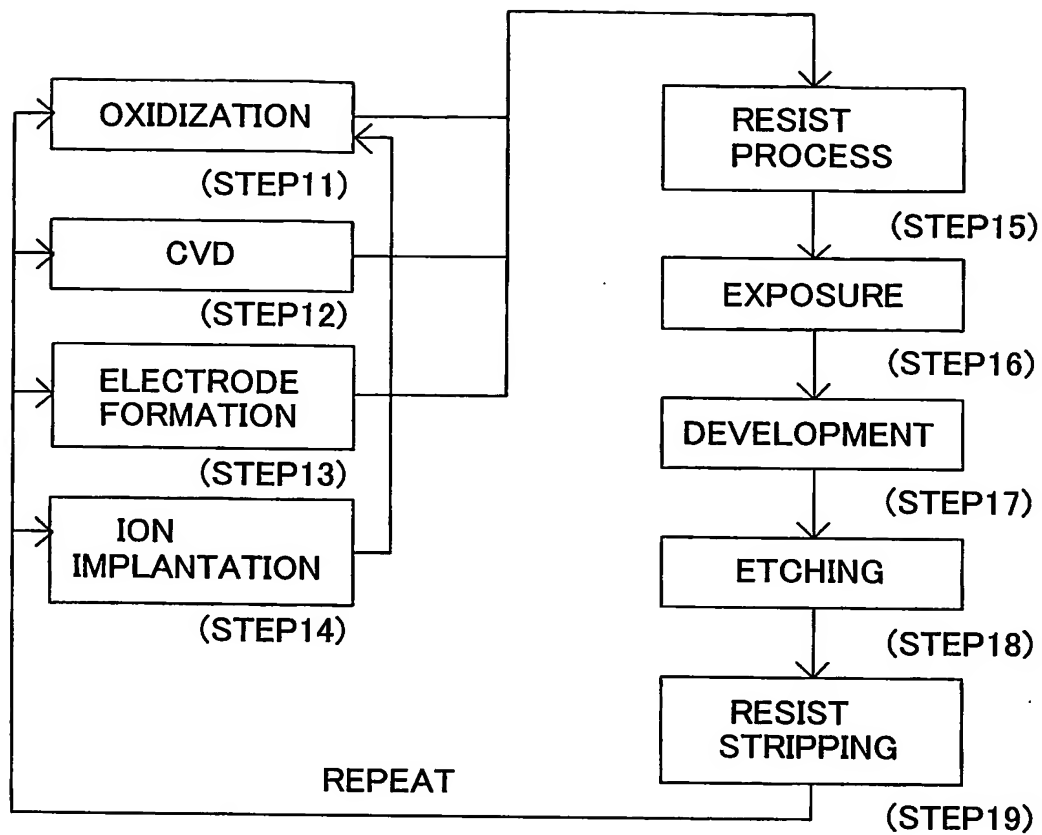 OXIDIZATION
(STEP11)
CVD
(STEP12)
ELECTRODE
FORMATION
(STEP13)
ION
IMPLANTATION
(STEP14)
RESIST
PROCESS
(STEP15)
EXPOSURE
(STEP16)
DEVELOPMENT
(STEP17)
ETCHING
(STEP18)
RESIST
STRIPPING
(STEP19)
REPEAT